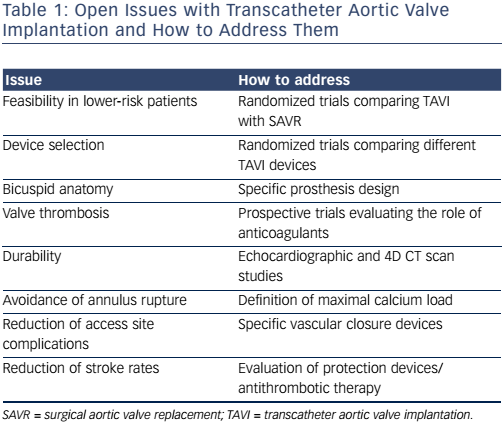 Table 1: Open Issues with Transcatheter Aortic Valve
Implantation and How to Address Them
Issue How to address
Feasibility in lower-risk patients Randomized trials comparing TAVI
with SAVR
Device selection Randomized trials comparing different
TAVI devices
Bicuspid anatomy Specific prosthesis design
Valve thrombosis Prospective trials evaluating the role of
anticoagulants
Durability Echocardiographic and 4D CT scan
studies
Avoidance of annulus rupture Definition of maximal calcium load
Reduction of access site Specific vascular closure devices
complications
Reduction of stroke rates Evaluation of protection devices/
antithrombotic therapy
SAVR = surgical aortic valve replacement; TAVI = transcatheter aortic valve implantation.